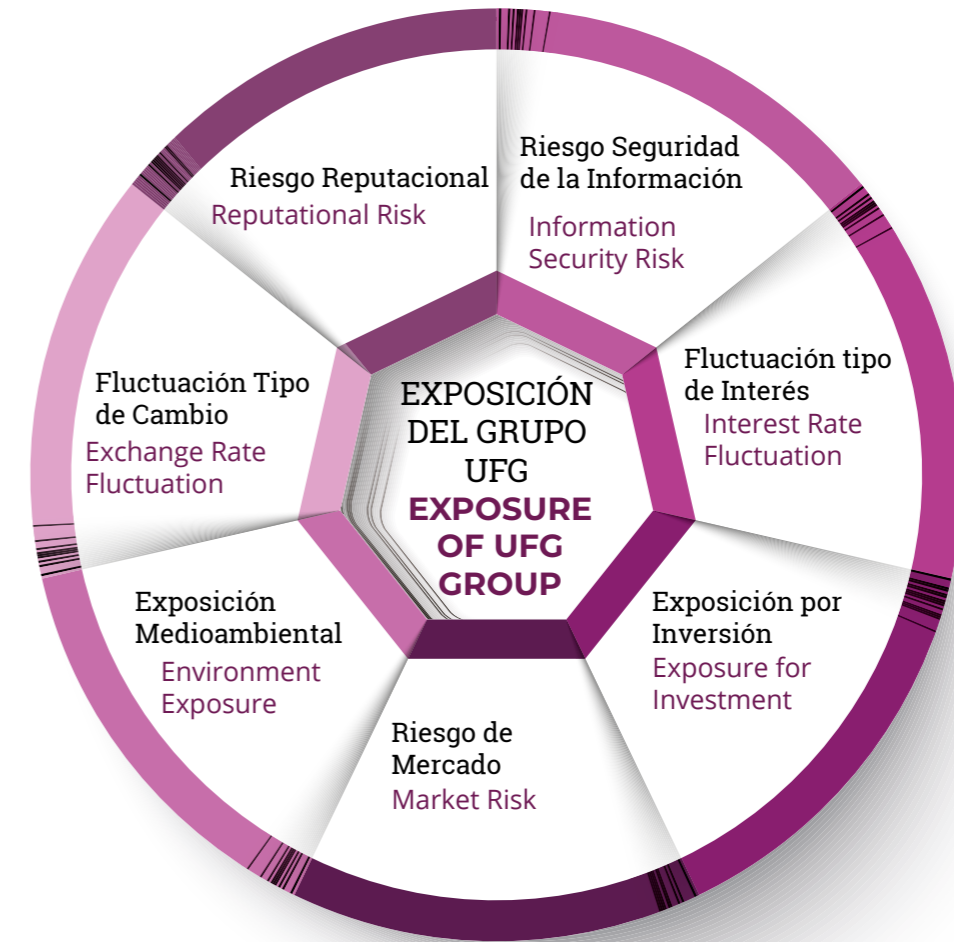 Riesgo Reputacional
Reputational Risk
Riesgo Seguridad
de la Información
Information
Security Risk
Fluctuación Tipo
de Cambio
Exchange Rate
Fluctuation
EXPOSICIÓN
DEL GRUPO
UFG
EXPOSURE
OF UFG
GROUP
Fluctuación tipo
de Interés
Interest Rate
Fluctuation
Exposición
Medioambiental
Environment
Exposure
Riesgo de
Mercado
Market Risk
Exposición por
Inversión
Exposure for
Investment